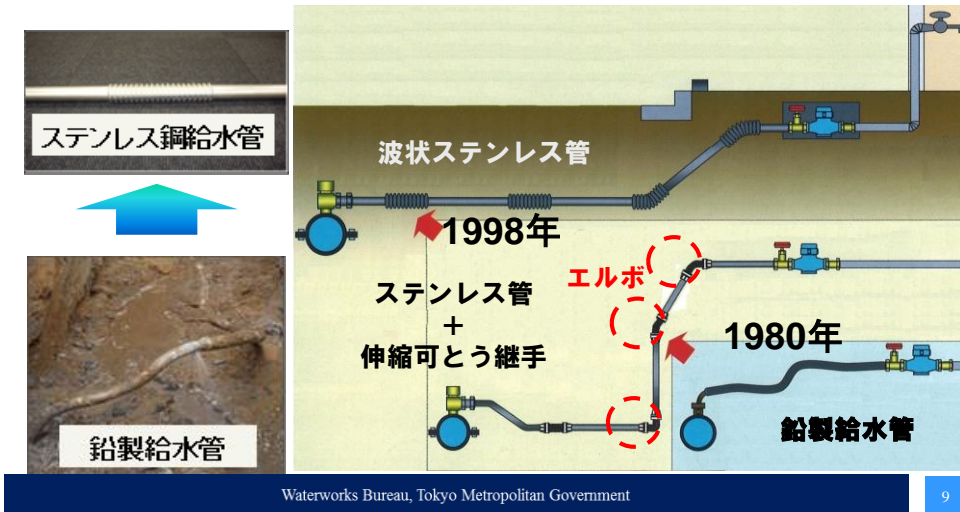 ステンレス鋼給水管
鉛製給水管
波状ステンレス管
1998年
エルボ
ステンレス管
+
伸縮可とう継手
1980年
鉛製給水管
Waterworks Bureau, Tokyo Metropolitan Government
9